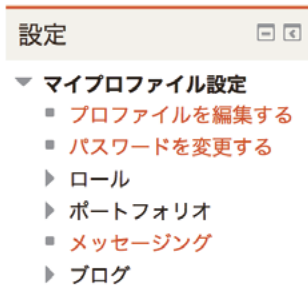 設定
マイプロファイル設定
プロファイルを編集する
パスワードを変更する
ロール
ポートフォリオ
メッセージング
ブログ